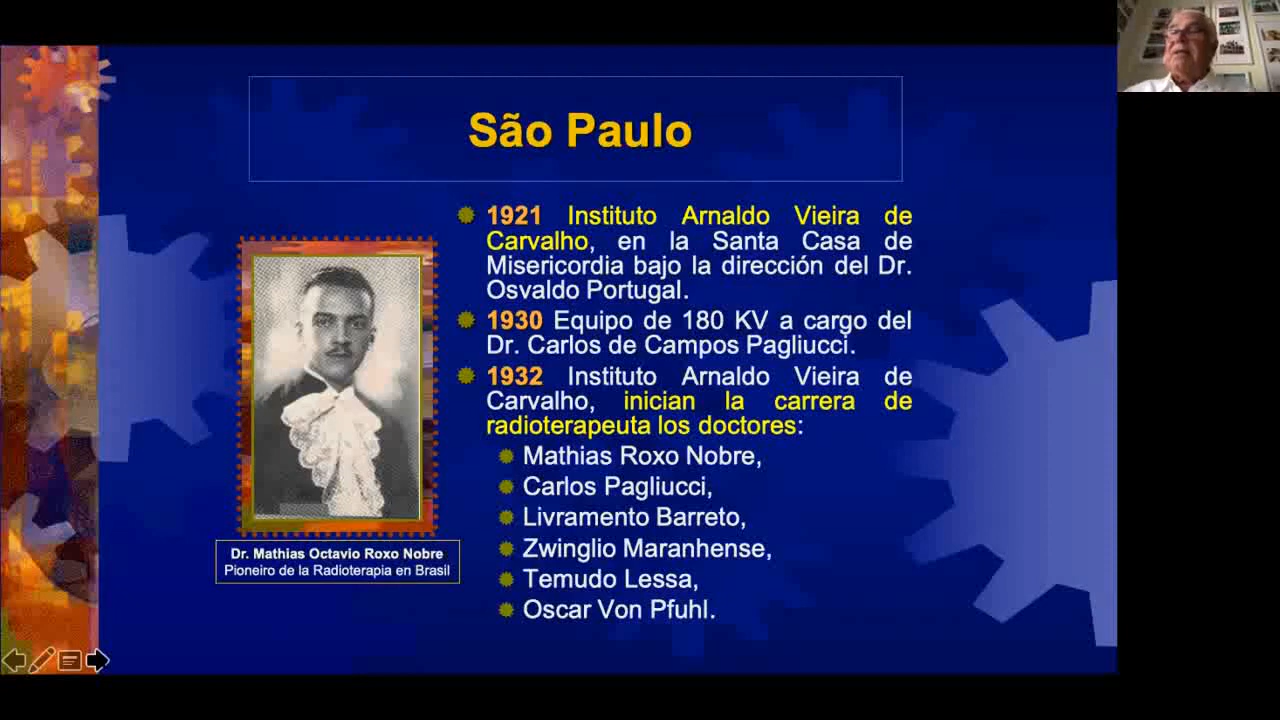 São Paulo
1921 Instituto Arnaldo Vieira de
Carvalho, en la Santa Casa de
Misericordia bajo la dirección del Dr.
Osvaldo Portugal.
1930 Equipo de 180 KV a cargo del
Dr. Carlos de Campos Pagliucci.
1932 Instituto Arnaldo Vieira de
Carvalho, inician la carrera de
radioterapeuta los doctores:
Mathias Roxo Nobre,
Carlos Pagliucci,
Livramento Barreto,
Zwinglio Maranhense,
Temudo Lessa,
Oscar Von Pfuhl.
Dr. Mathias Octavio Roxo Nobre
Pioneiro de la Radioterapia en Brasil